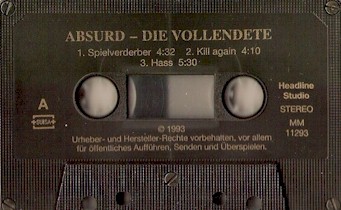 ABSURD – DIE VOLLENDETE
1. Spielverderber 4:32 2. Kill again 4:10
3. Hass 5:30
A
Headline
Studio
STEREO
MM
11293
© 1993
Urheber- und Hersteller-Rechte vorbehalten, vor allem
für öffentliches Aufführen, Senden und Überspielen.